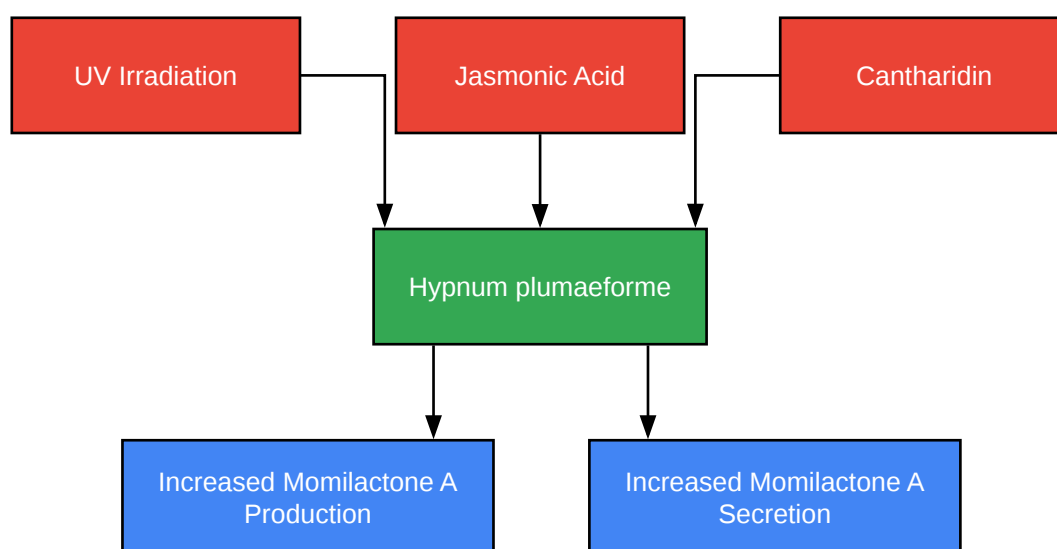 UV Irradiation
Jasmonic Acid
Cantharidin
Hypnum plumaeforme
Increased Momilactone A
Production
Increased Momilactone A
Secretion